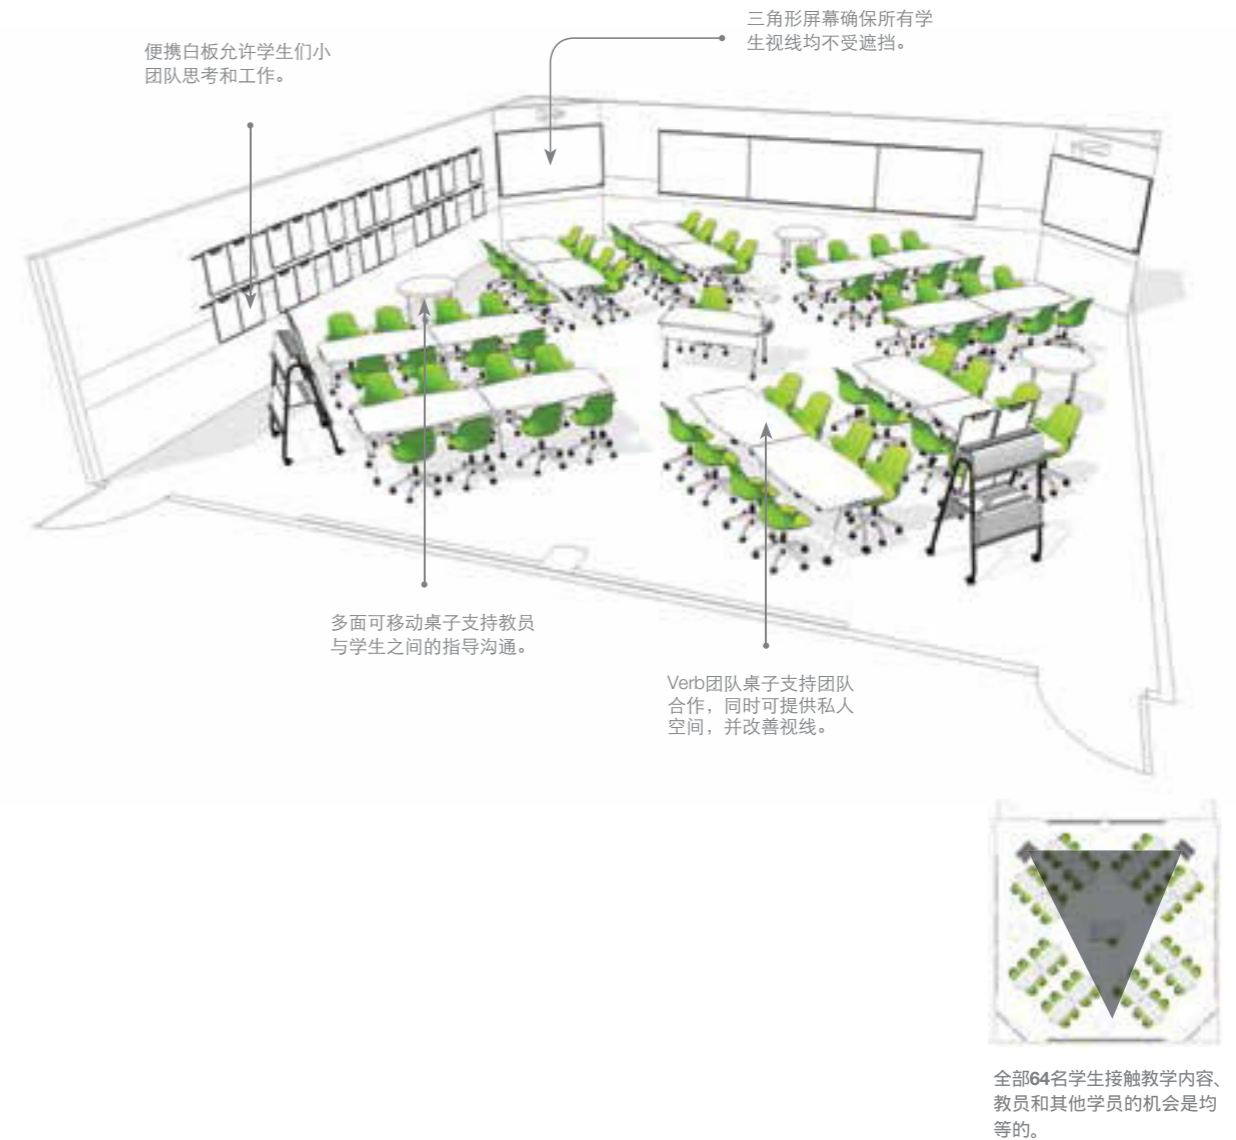 三角形屏幕确保所有学
生视线均不受遮挡。
便携白板允许学生们小
团队思考和工作。
多面可移动桌子支持教员
与学生之间的指导沟通。
Verb团队桌子支持团队
合作，同时可提供私人
空间，并改善视线。
全部64名学生接触教学内容、
教员和其他学员的机会是均
等的。